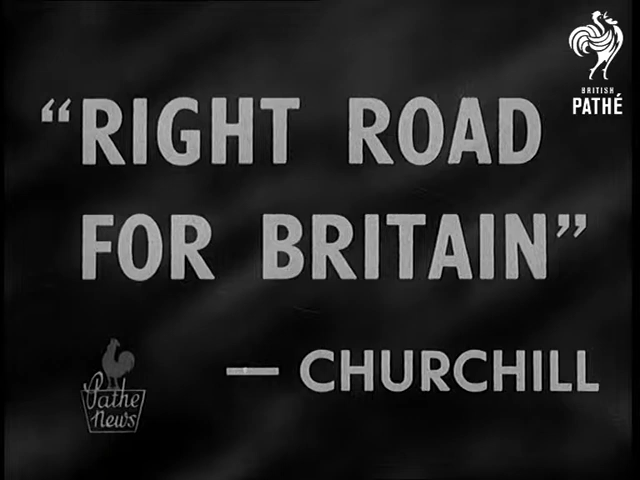 BRITISH
PATHÉ
"RIGHT ROAD
FOR BRITAIN"
— CHURCHILL
Pathe
News